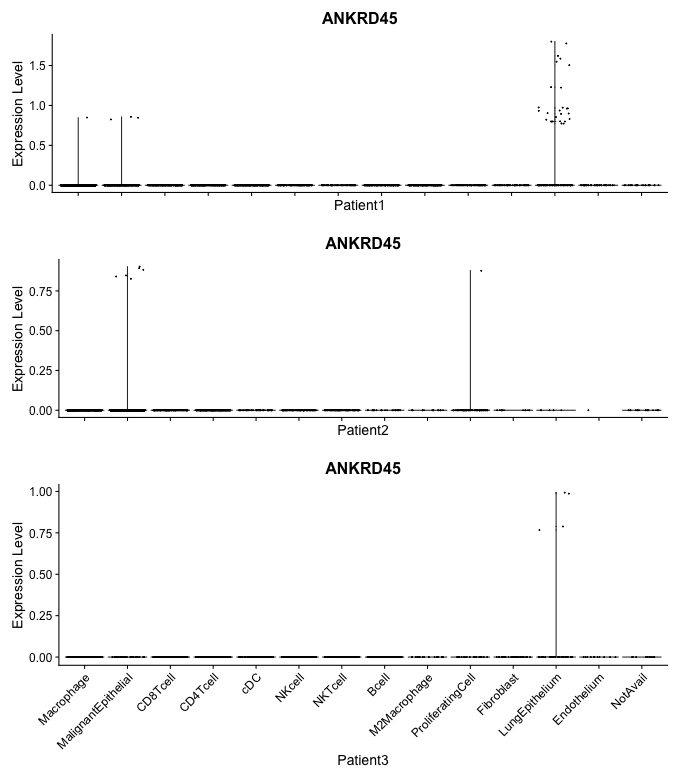 ANKRD45
Expression Level
1.5
1.0
0.5
0.0
Patient1
ANKRD45
Expression Level
0.75
0.50
0.25
0.00
Patient2
ANKRD45
Expression Level
1.00
0.75
0.50
0.25
0.00
Macrophage
MalignantEpithelial
CD8Tcell
CD4Tcell
cDC
NKcell
NKTcell
Bcell
M2Macrophage
ProliferatingCell
Fibroblast
LungEpithelium
Endothelium
NotAvail
Patient3